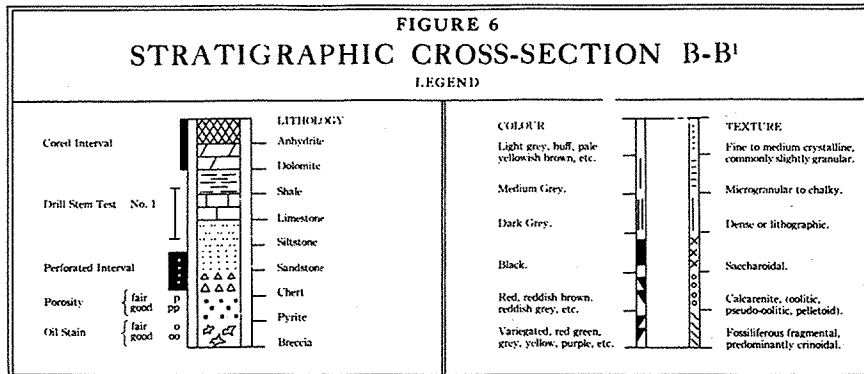 FIGURE 6
STRATIGRAPHIC CROSS-SECTION B-B¹
LEGEND
Cored Interval
Drill Stem Test No. 1
Perforated Interval
Porosity { fair p
good pp
Oil Stain { fair o
good oo
LITHOLOGY
Anhydrite
Dolomite
Shale
Limestone
Siltstone
Sandstone
Chert
Pyrite
Breccia
COLOUR
Light grey, buff, pale
yellowish brown, etc.
Medium Grey.
Dark Grey.
Black.
Red, reddish brown,
reddish grey, etc.
Variegated, red green,
grey, yellow, purple, etc.
TEXTURE
Fine to medium crystalline,
commonly slightly granular.
Microgranular to chalky.
Dense or lithographic.
Saccharoidal.
Calcarenite, (oolitic,
pseudo-oolitic, pelletoid).
Fossiliferous fragmental,
predominantly crinoidal.